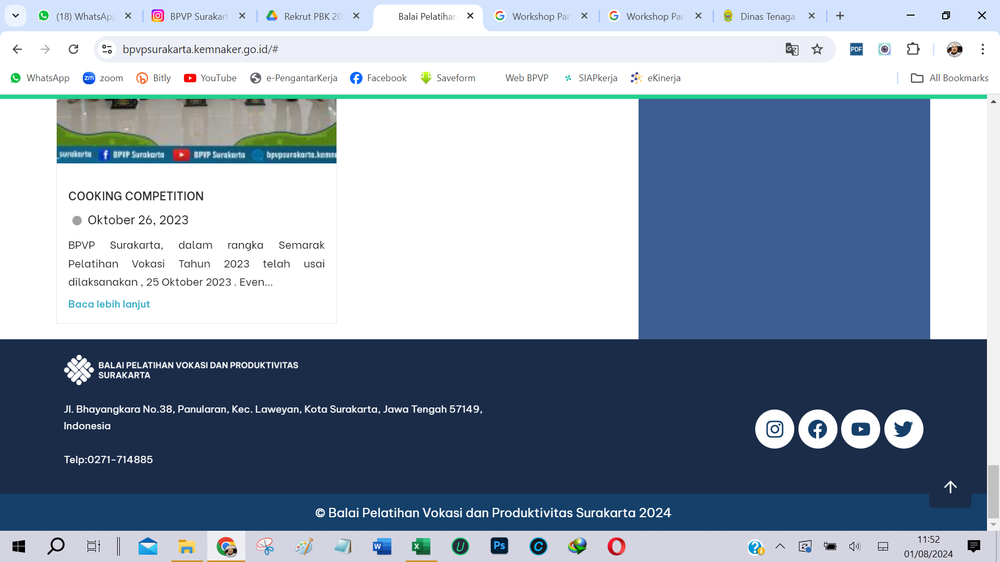 (18) WhatsApp
BPVP Surakart
Rekrut PBK 20
Balai Pelatihan
Workshop Par
Workshop Par
Dinas Tenaga
bpvpsurakarta.kemnaker.go.id/#
PDF
WhatsApp
zm
zoom
Bitly
YouTube
e-PengantarKerja
Facebook
Saveform
Web BPVP
SIAPkerja
eKinerja
All Bookmarks
_surakarta BPVP Surakarta BPVP Surakarta bpvpsurakarta.kemn
COOKING COMPETITION
Oktober 26, 2023
BPVP Surakarta, dalam rangka Semarak
Pelatihan Vokasi Tahun 2023 telah usai
dilaksanakan , 25 Oktober 2023 . Even...
Baca lebih lanjut
BALAI PELATIHAN VOKASI DAN PRODUKTIVITAS
SURAKARTA
Jl. Bhayangkara No.38, Panularan, Kec. Laweyan, Kota Surakarta, Jawa Tengah 57149,
Indonesia
Telp:0271-714885
© Balai Pelatihan Vokasi dan Produktivitas Surakarta 2024
11:52
01/08/2024